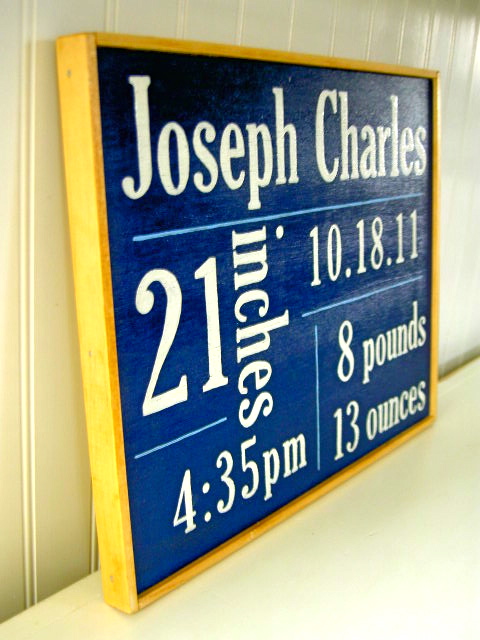 Joseph Charles
21
inches
10.18.11
8 pounds
13 ounces
4:35pm